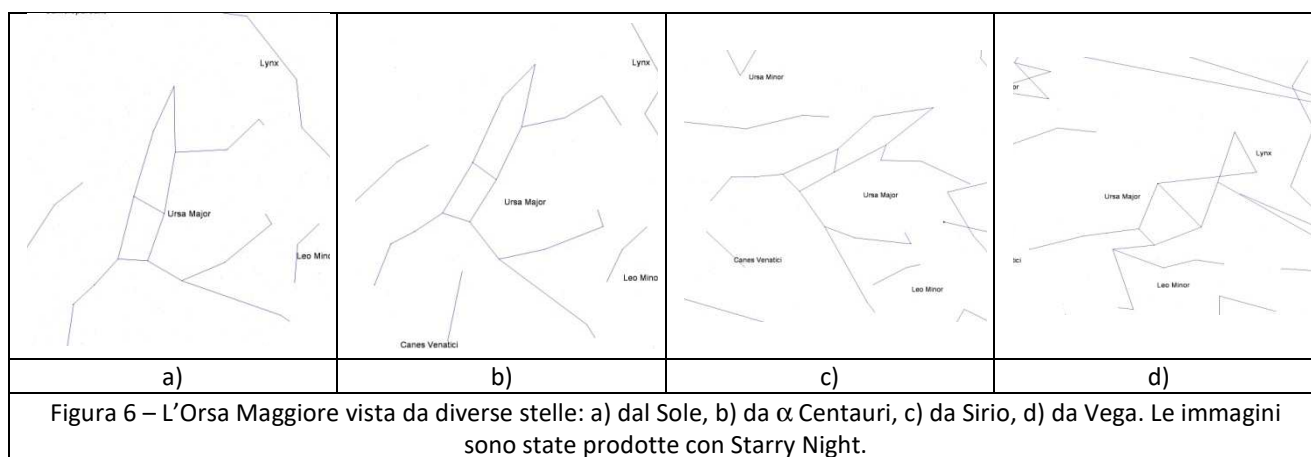 Lynx
Ursa Major
Leo Mino
Lynx
Ursa Major
Leo Mino
Canes Venatici
Ursa Minor
Ursa Major
Canes Venatici
Leo Minor
or
Lynx
Ursa Major
ici
Leo Minor
a)
b)
c)
d)
Figura 6 – L'Orsa Maggiore vista da diverse stelle: a) dal Sole, b) da α Centauri, c) da Sirio, d) da Vega. Le immagini
sono state prodotte con Starry Night.